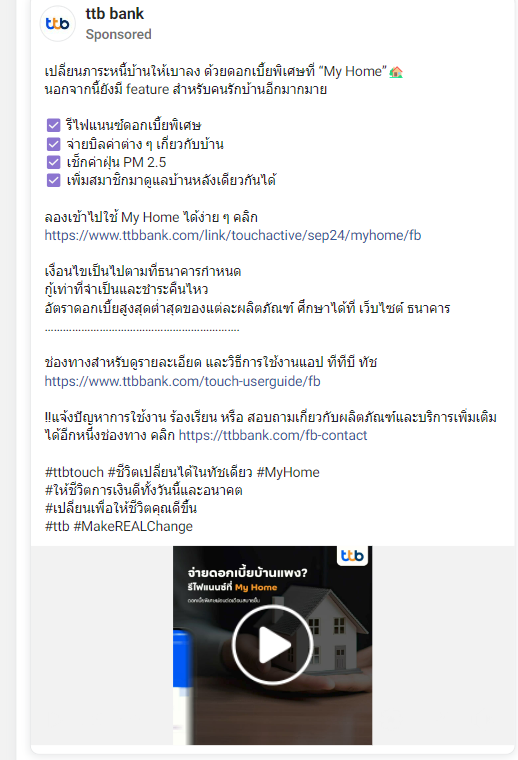 ttb
ttb bank
Sponsored
เปลี่ยนภาระหนี้บ้านให้เบาลง ด้วยดอกเบี้ยพิเศษที่ “My Home” 🏡
นอกจากนี้ยังมี feature สำหรับคนรักบ้านอีกมากมาย
☑ รีไฟแนนซ์ดอกเบี้ยพิเศษ
☑ จ่ายบิลค่าต่าง ๆ เกี่ยวกับบ้าน
☑ เช็กค่าฝุ่น PM 2.5
☑ เพิ่มสมาชิกมาดูแลบ้านหลังเดียวกันได้
ลองเข้าไปใช้ My Home ได้ง่าย ๆ คลิก
https://www.ttbbank.com/link/touchactive/sep24/myhome/fb
เงื่อนไขเป็นไปตามที่ธนาคารกำหนด
กู้เท่าที่จำเป็นและชำระคืนไหว
อัตราดอกเบี้ยสูงสุดต่ำสุดของแต่ละผลิตภัณฑ์ ศึกษาได้ที่ เว็บไซต์ ธนาคาร
................................................................
ช่องทางสำหรับดูรายละเอียด และวิธีการใช้งานแอป ทีทีบี ทัช
https://www.ttbbank.com/touch-userguide/fb
‼แจ้งปัญหาการใช้งาน ร้องเรียน หรือ สอบถามเกี่ยวกับผลิตภัณฑ์และบริการเพิ่มเติม
ได้อีกหนึ่งช่องทาง คลิก https://ttbbank.com/fb-contact
#ttbtouch #ชีวิตเปลี่ยนได้ในทัชเดียว #MyHome
#ให้ชีวิตการเงินดีทั้งวันนี้และอนาคต
#เปลี่ยนเพื่อให้ชีวิตคุณดีขึ้น
#ttb #MakeREALChange
ttb
จ่ายดอกเบี้ยบ้านแพง?
รีไฟแนนซ์ที่ My Home